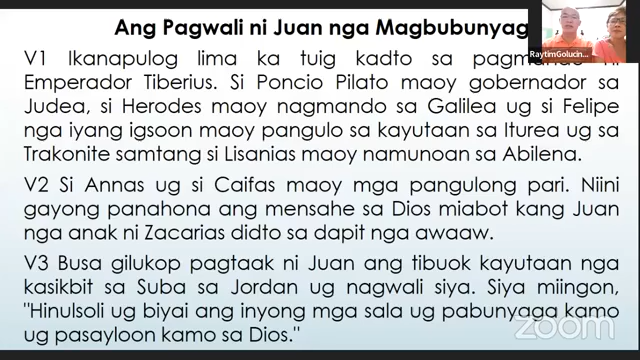 Ang Pagwali ni Juan nga Magbubunyag
RaytimGolucin...
V1 Ikanapulog lima ka tuig kadto sa pagmando ni
Emperador Tiberius. Si Poncio Pilato maoy gobernador sa
Judea, si Herodes maoy nagmando sa Galilea ug si Felipe
nga iyang igsoon maoy pangulo sa kayutaan sa Iturea ug sa
Trakonite samtang si Lisanias maoy namunoan sa Abilena.
V2 Si Annas ug si Caifas maoy mga pangulong pari. Niini
gayong panahona ang mensahe sa Dios miabot kang Juan
nga anak ni Zacarias didto sa dapit nga awaaw.
V3 Busa gilukop pagtaak ni Juan ang tibuok kayutaan nga
kasikbit sa Suba sa Jordan ug nagwali siya. Siya miingon,
"Hinulsoli ug biyai ang inyong mga sala ug pabunyaga kamo
ug pasayloon kamo sa Dios."
zoom